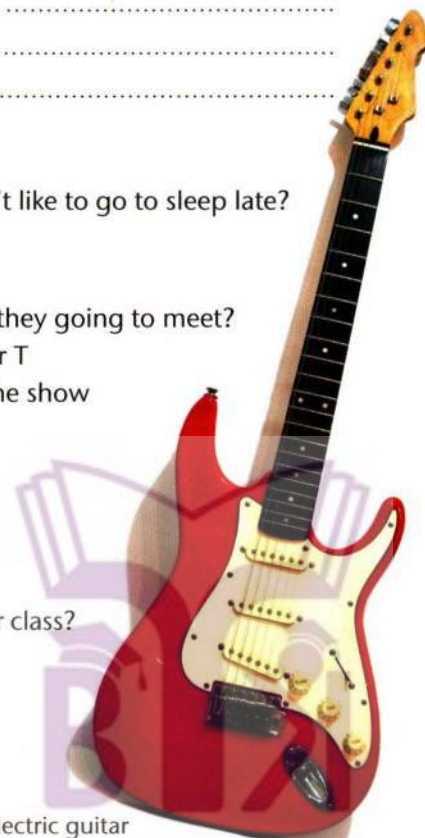 't like to go to sleep late?
they going to meet?
r T
he show
r class?
lectric guitar